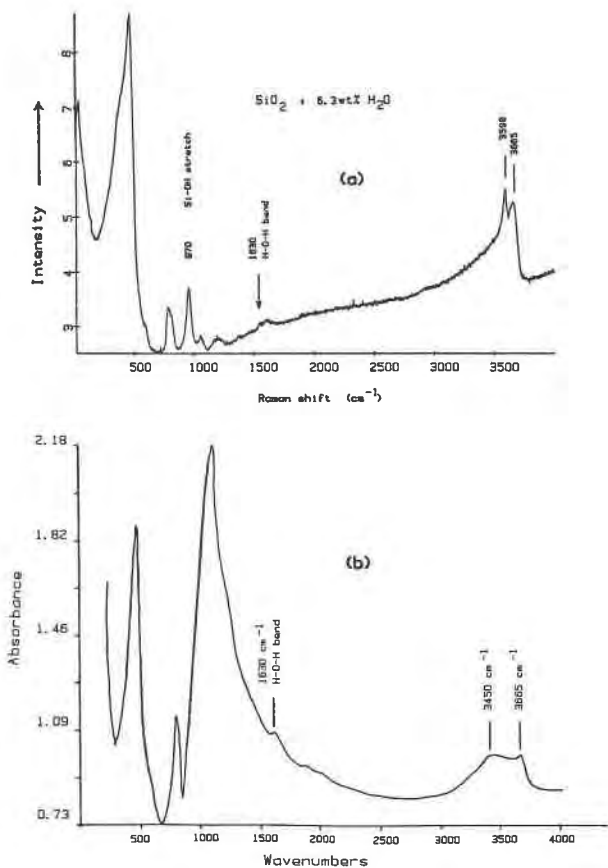 8
7
6
5
4
3
Intensity
SiO2 + 6.3wt% H2O
(a)
970 Si-OH stretch
1630
H-O-H bend
3598
3665
500 1000 1500 2000 2500 3000 3500
Raman shift (cm-1)
2.18
1.82
1.46
1.09
0.73
Absorbance
(b)
1630 cm-1
H-O-H bend
3450 cm-1
3665 cm-1
500 1000 1500 2000 2500 3000 3500 4000
Wavenumbers